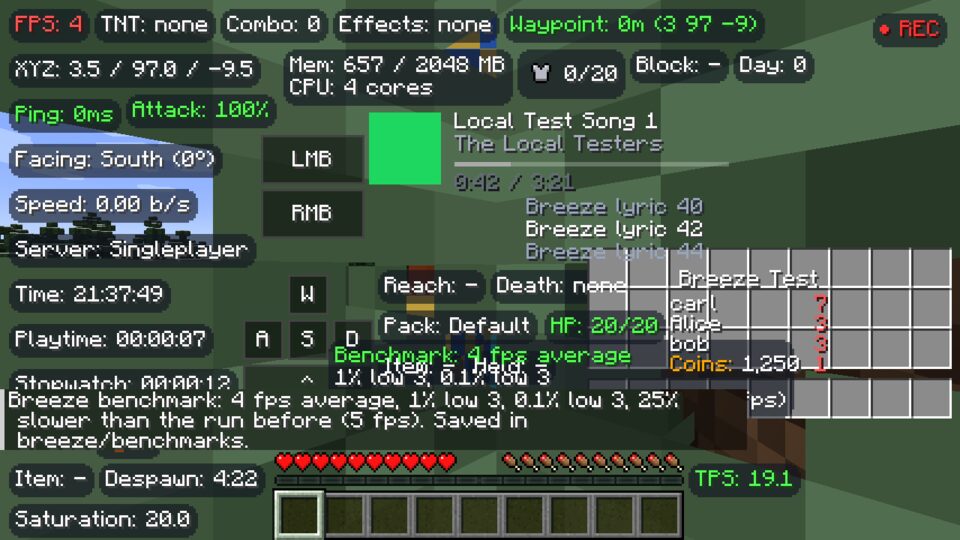 FPS: 4
TNT: none
Combo: 0
Effects: none
Waypoint: 0m (3 97 -9)
REC
XYZ: 3.5 / 97.0 / -9.5
Mem: 657 / 2048 MB
CPU: 4 cores
0/20
Block: -
Day: 0
Ping: 0ms
Attack: 100%
Local Test Song 1
The Local Testers
0:42 / 3:21
Facing: South (0°)
LMB
RMB
Speed: 0.00 b/s
Breeze lyric 40
Breeze lyric 42
Breeze lyric 44
Server: Singleplayer
Time: 21:37:49
W
Reach: -
Death: none
Breeze Test
carl 7
Alice 3
bob 3
Coins: 1,250 1
Playtime: 00:00:07
A
S
D
Pack: Default
HP: 20/20
Benchmark: 4 fps average
1% low 3, 0.1% low 3
Item: -
Held: -
Stopwatch: 00:00:12
^
Breeze benchmark: 4 fps average, 1% low 3, 0.1% low 3, 25%
slower than the run before (5 fps). Saved in
breeze/benchmarks.
fps)
Item: -
Despawn: 4:22
TPS: 19.1
Saturation: 20.0